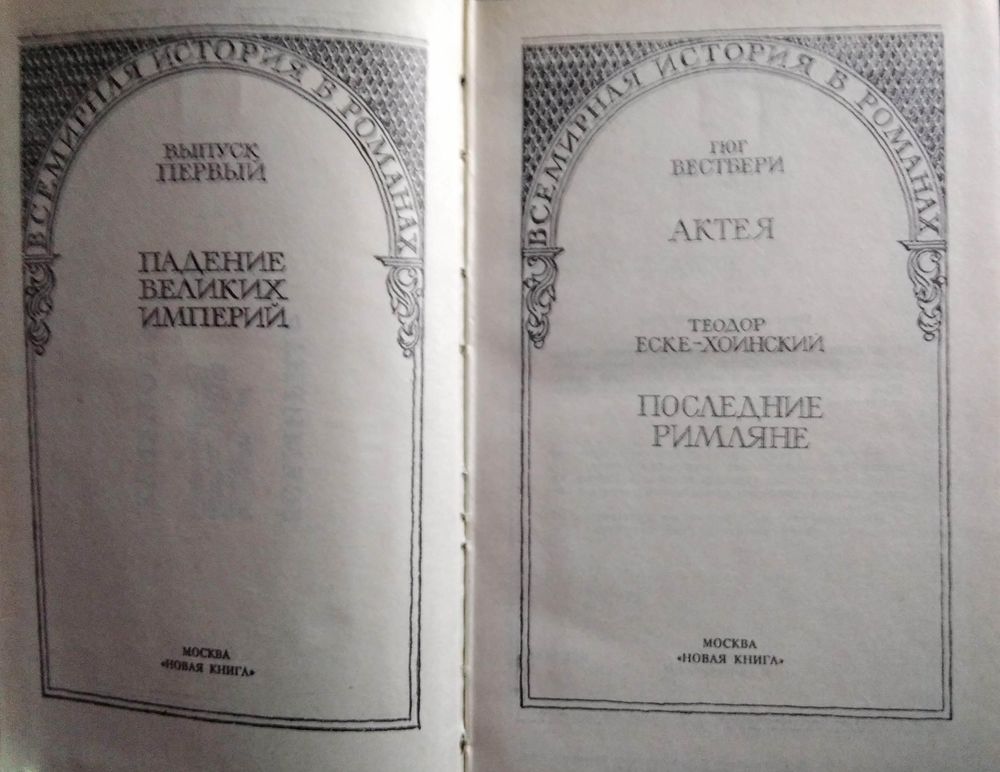 ВСЕМИРНАЯ ИСТОРИЯ В РОМАНАХ
ВЫПУСК
ПЕРВЫЙ
ПАДЕНИЕ
ВЕЛИКИХ
ИМПЕРИЙ
МОСКВА
«НОВАЯ КНИГА»
ВСЕМИРНАЯ ИСТОРИЯ В РОМАНАХ
ГЮГ
ВЕСТБЕРИ
АКТЕЯ
ТЕОДОР
ЕСКЕ-ХОИНСКИЙ
ПОСЛЕДНИЕ
РИМЛЯНЕ
МОСКВА
«НОВАЯ КНИГА»